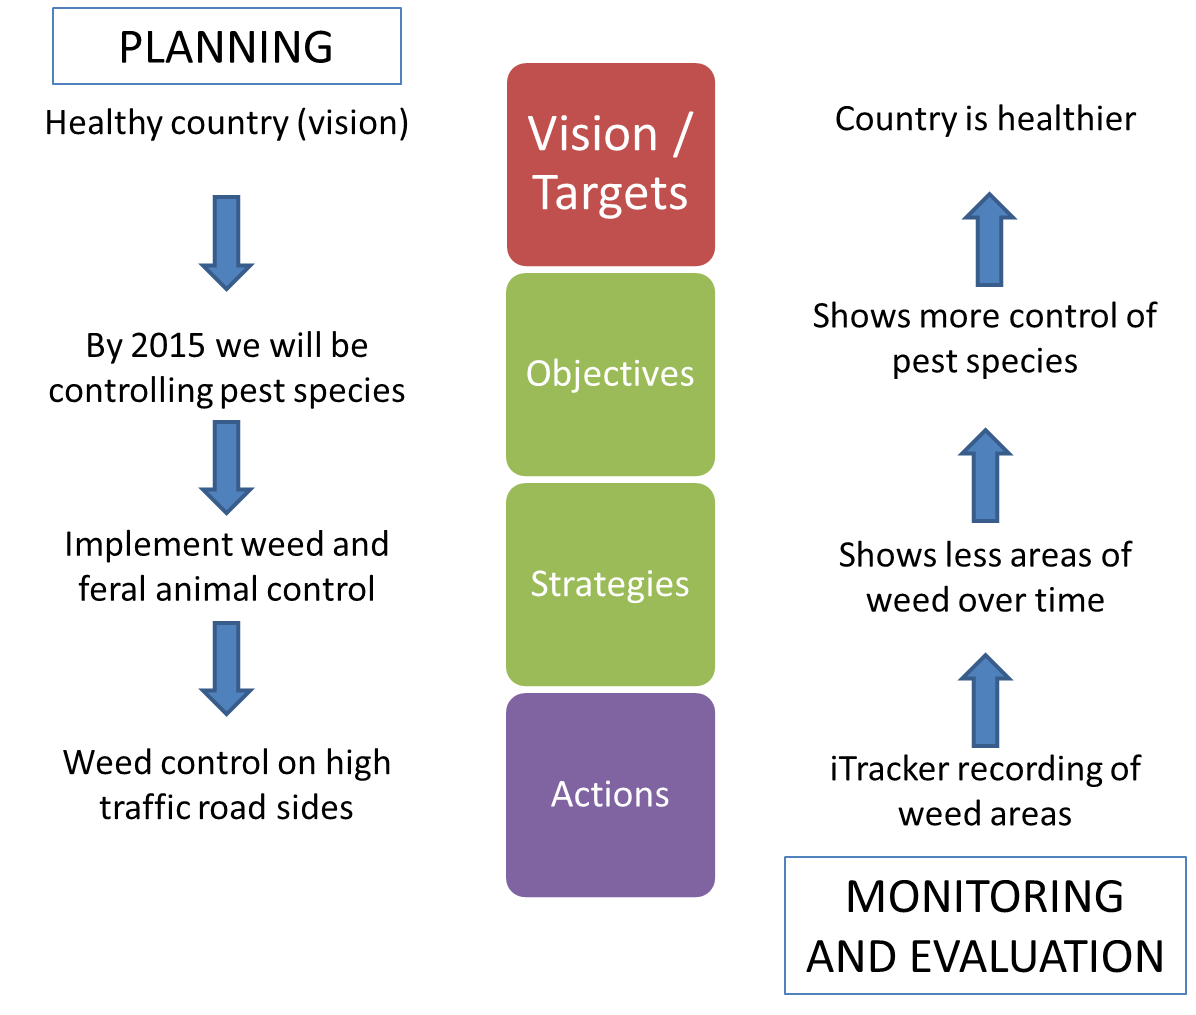 PLANNING
Healthy country (vision)
By 2015 we will be
controlling pest species
Implement weed and
feral animal control
Weed control on high
traffic road sides
Vision /
Targets
Objectives
Strategies
Actions
Country is healthier
Shows more control of
pest species
Shows less areas of
weed over time
iTracker recording of
weed areas
MONITORING
AND EVALUATION